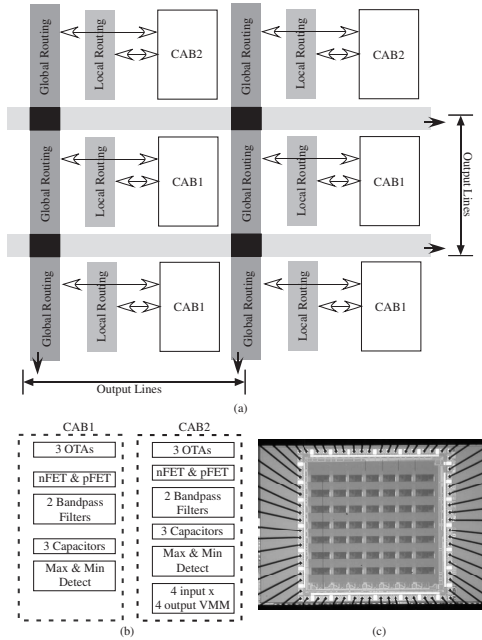 Global Routing
Local Routing
CAB2
Global Routing
Local Routing
CAB2
Global Routing
Local Routing
CAB1
Global Routing
Local Routing
CAB1
Output Lines
Global Routing
Local Routing
CAB1
Global Routing
Local Routing
CAB1
Output Lines
(a)
CAB1
3 OTAs
nFET & pFET
2 Bandpass
Filters
3 Capacitors
Max & Min
Detect
CAB2
3 OTAs
nFET & pFET
2 Bandpass
Filters
3 Capacitors
Max & Min
Detect
4 input x
4 output VMM
(b)
(c)